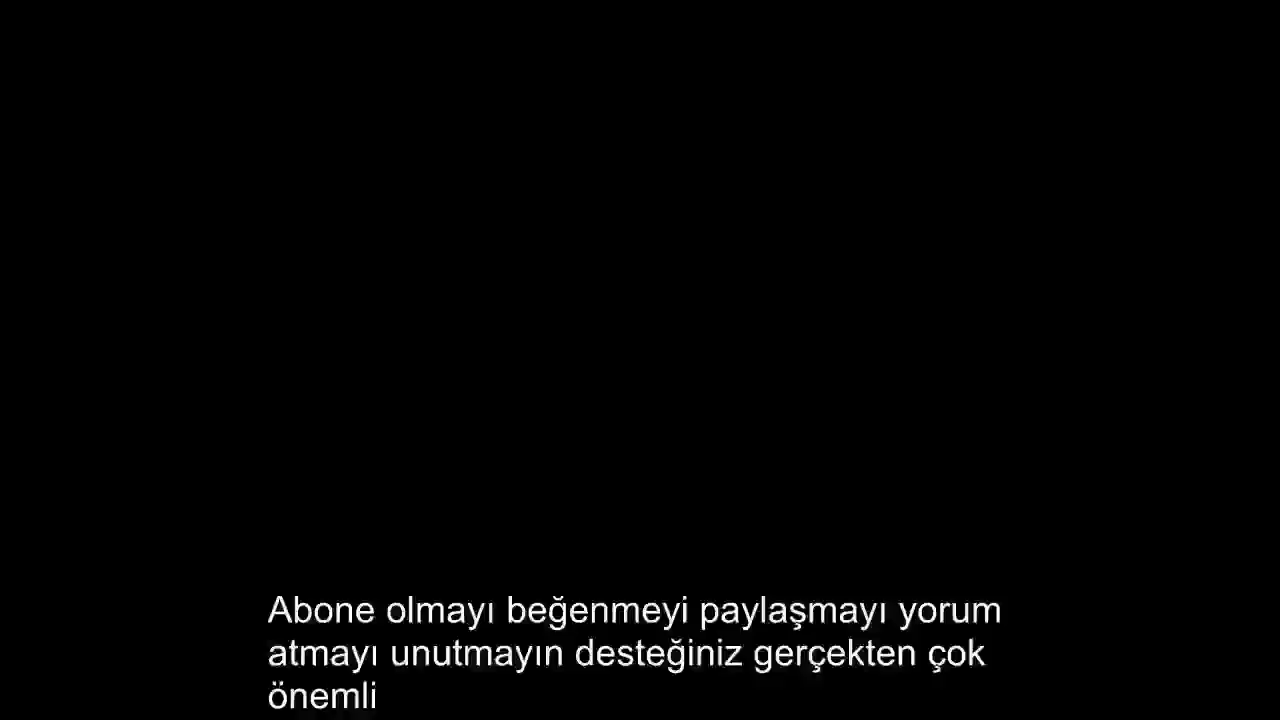 Abone olmayı beğenmeyi paylaşmayı yorum
atmayı unutmayın desteğiniz gerçekten çok
önemli